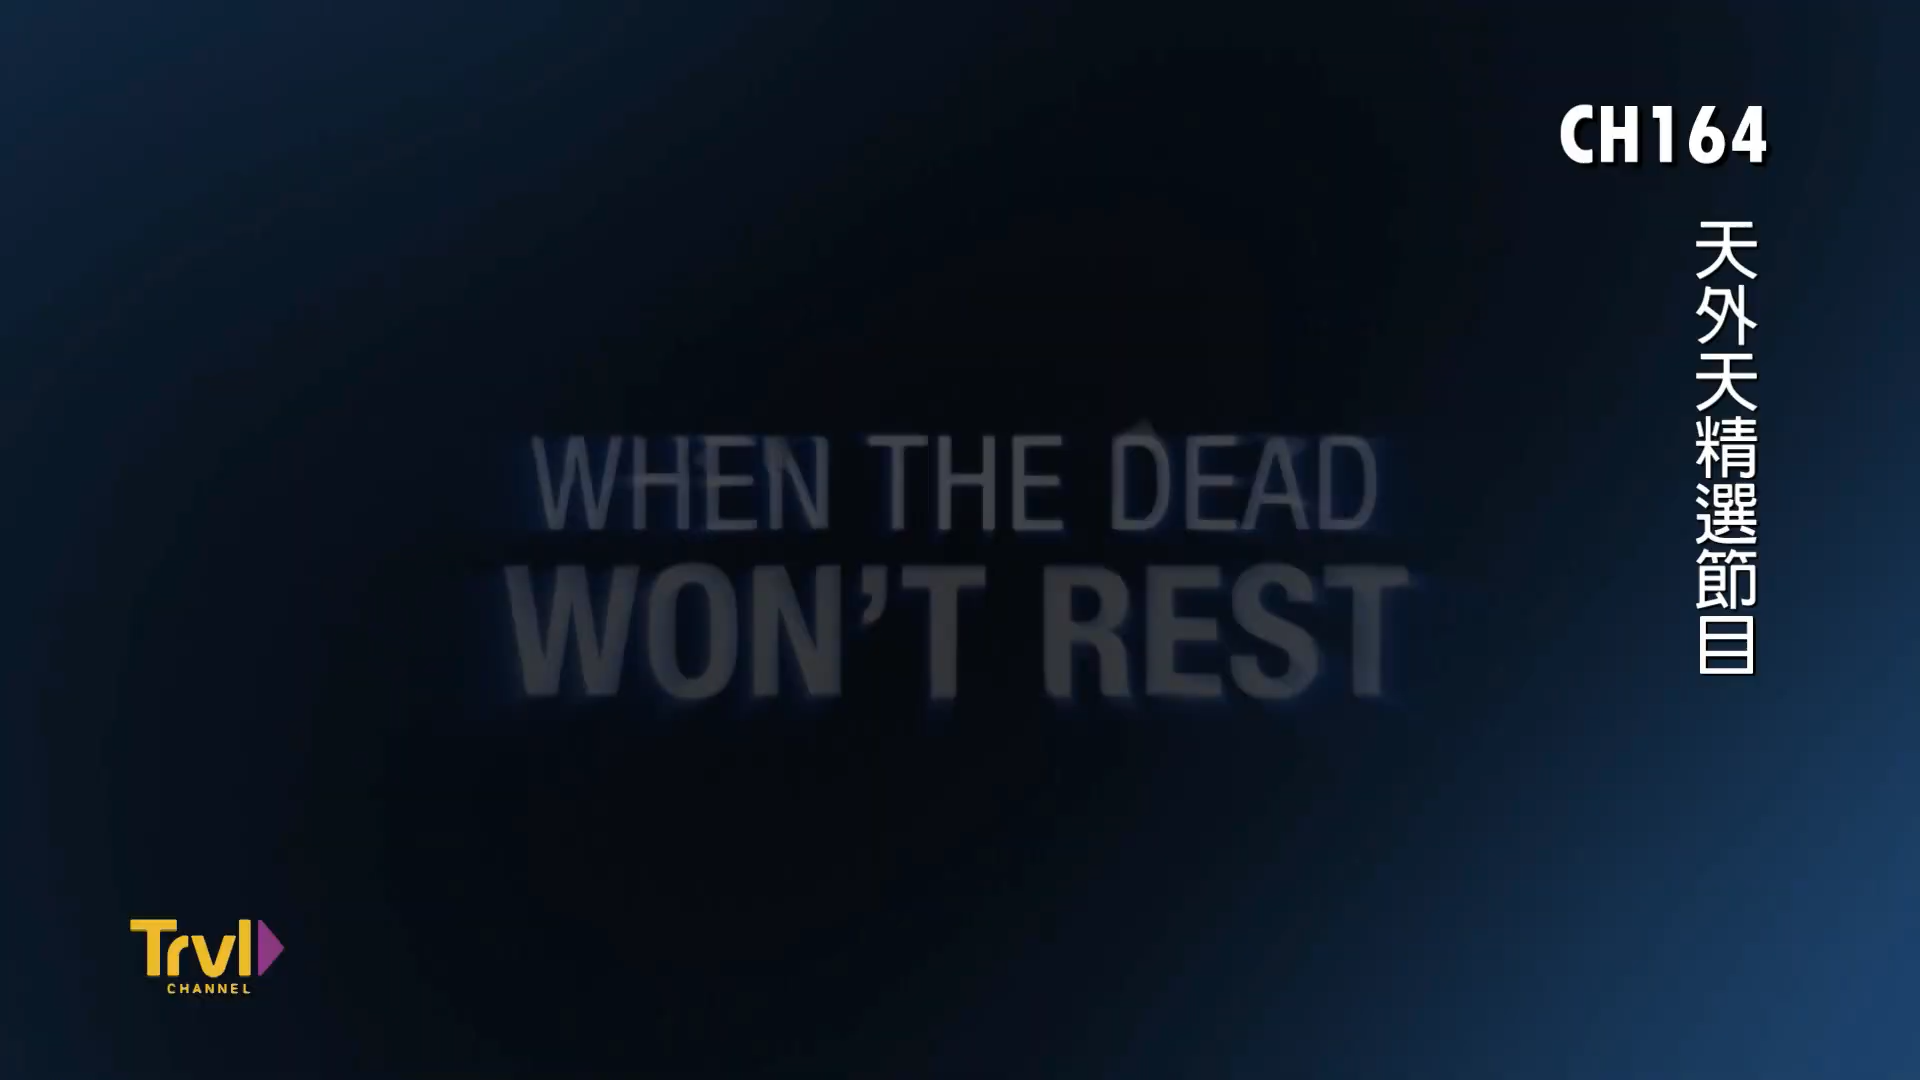 CH164
天外天精選節目
WHEN THE DEAD
WON'T REST
Trvl
CHANNEL